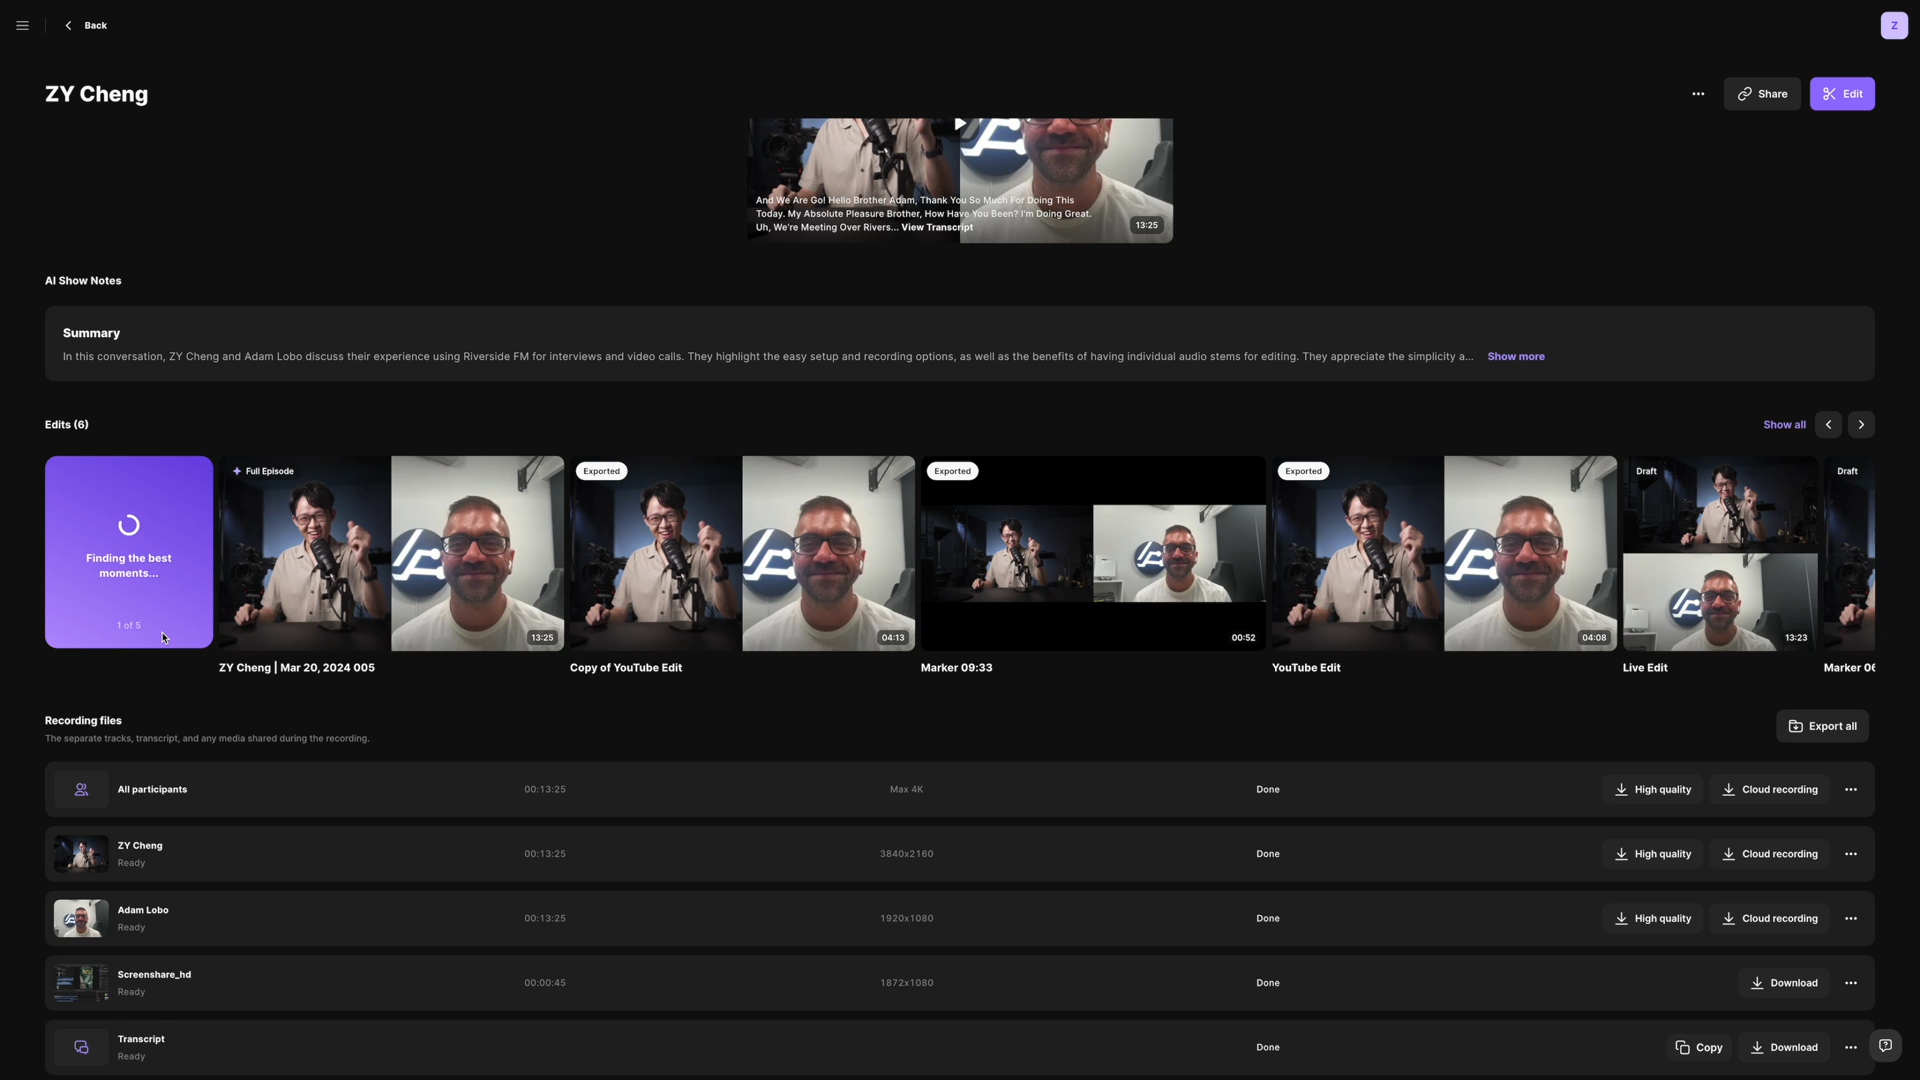 Back
Z
ZY Cheng
Share
Edit
And We Are Go! Hello Brother Adam, Thank You So Much For Doing This
Today. My Absolute Pleasure Brother, How Have You Been? I'm Doing Great.
Uh, We're Meeting Over Rivers... View Transcript
13:25
AI Show Notes
Summary
In this conversation, ZY Cheng and Adam Lobo discuss their experience using Riverside FM for interviews and video calls. They highlight the easy setup and recording options, as well as the benefits of having individual audio stems for editing. They appreciate the simplicity a... Show more
Edits (6)
Show all
Finding the best
moments...
1 of 5
Full Episode
13:25
ZY Cheng | Mar 20, 2024 005
Exported
04:13
Copy of YouTube Edit
Exported
00:52
Marker 09:33
Exported
04:08
YouTube Edit
Draft
13:23
Live Edit
Draft
Marker 06
Recording files
The separate tracks, transcript, and any media shared during the recording.
Export all
All participants
00:13:25
Max 4K
Done
High quality
Cloud recording
ZY Cheng
Ready
00:13:25
3840x2160
Done
High quality
Cloud recording
Adam Lobo
Ready
00:13:25
1920x1080
Done
High quality
Cloud recording
Screenshare_hd
Ready
00:00:45
1872x1080
Done
Download
Transcript
Ready
Done
Copy
Download